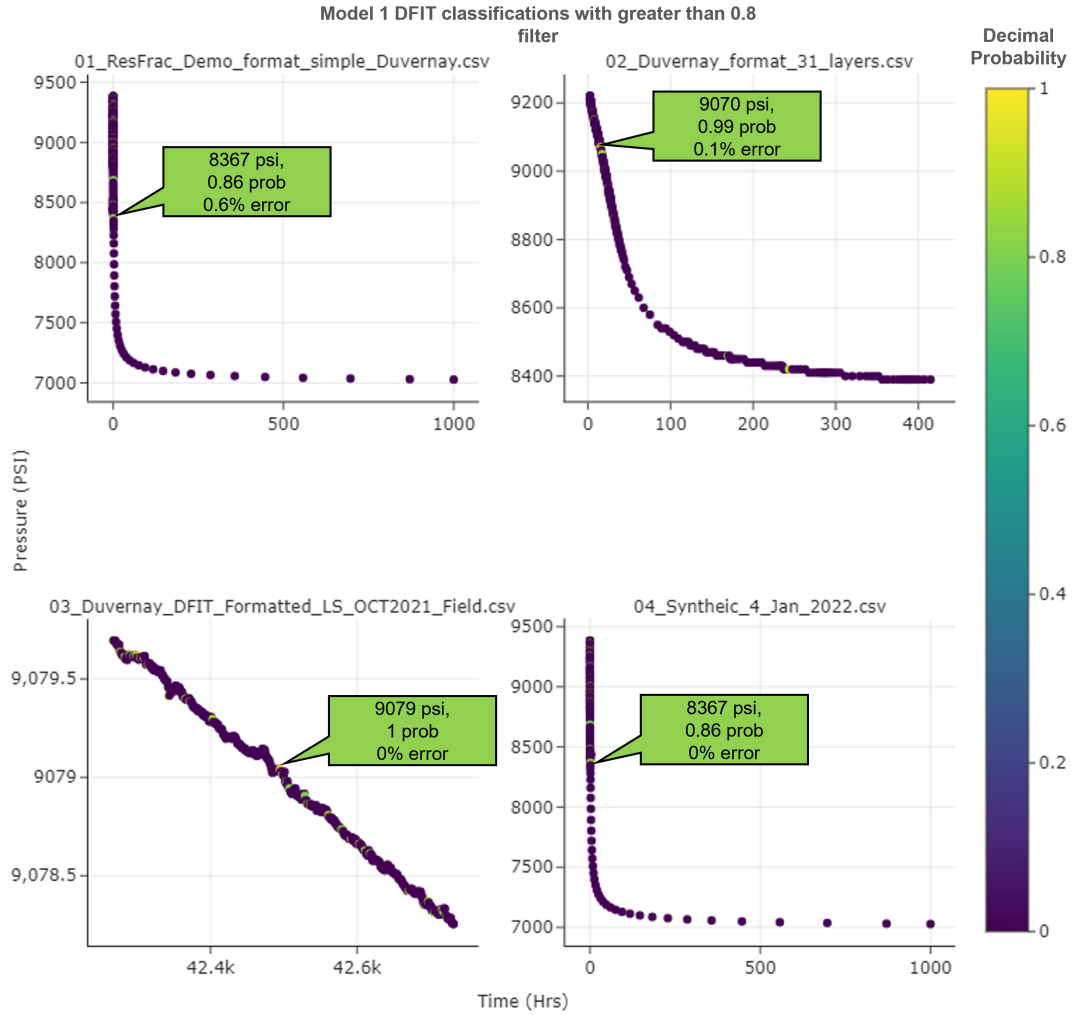 Model 1 DFIT classifications with greater than 0.8
filter
Decimal
Probability
01_ResFrac_Demo_format_simple_Duvernay.csv
9500
9000
8500
8000
7500
7000
0
500
1000
8367 psi,
0.86 prob
0.6% error
02_Duvernay_format_31_layers.csv
9200
9000
8800
8600
8400
0
100
200
300
400
9070 psi,
0.99 prob
0.1% error
Pressure (PSI)
03_Duvernay_DFIT_Formatted_LS_OCT2021_Field.csv
9,079.5
9079
9,078.5
42.4k
42.6k
9079 psi,
1 prob
0% error
04_Syntheic_4_Jan_2022.csv
9500
9000
8500
8000
7500
7000
0
500
1000
8367 psi,
0.86 prob
0% error
Time (Hrs)
1
0.8
0.6
0.4
0.2
0